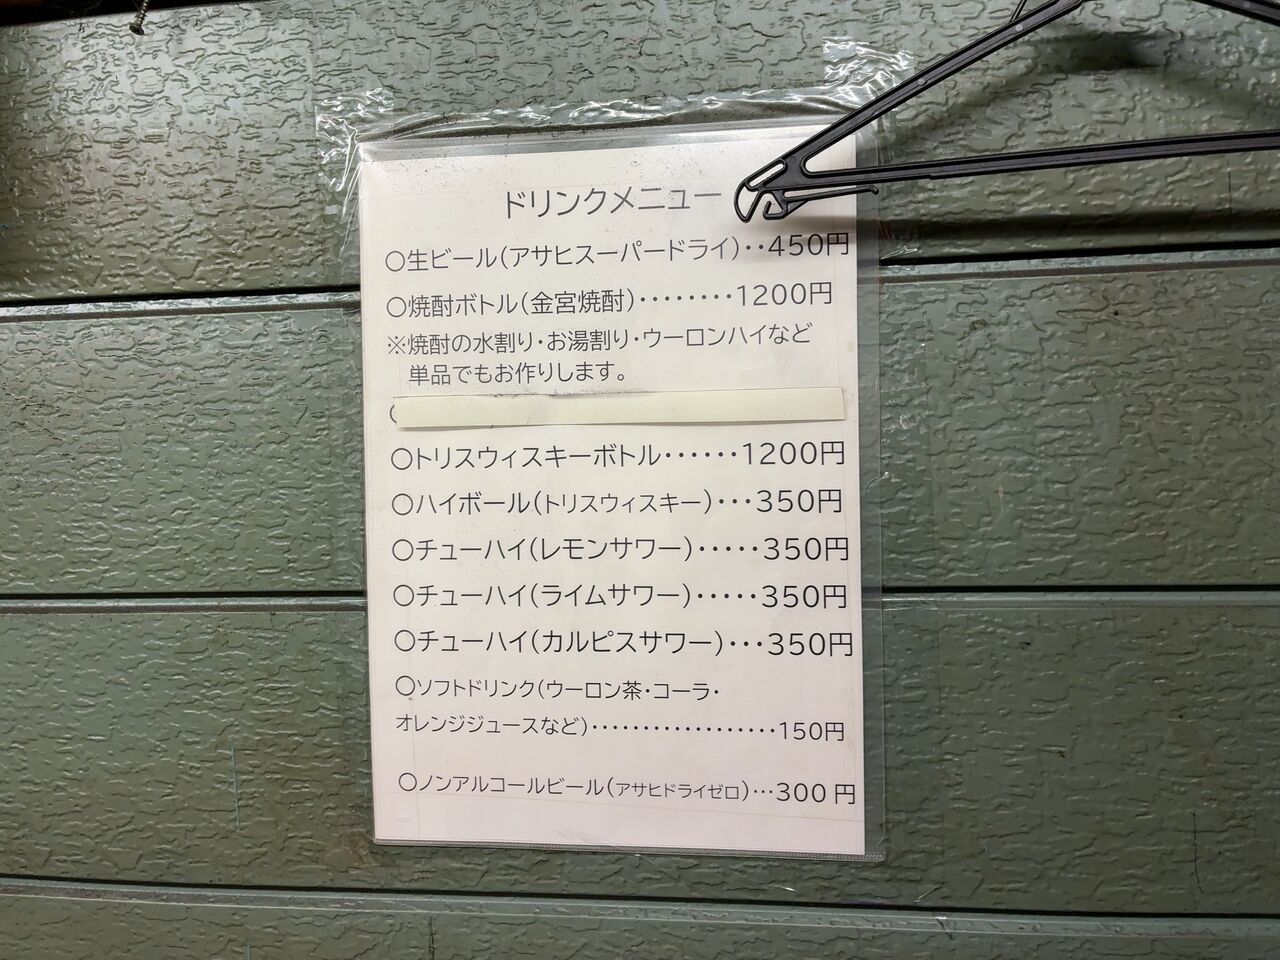 ドリンクメニュー
○生ビール(アサヒスーパードライ)‥450円
○焼酎ボトル(金宮焼酎)････････1200円
※焼酎の水割り･お湯割り･ウーロンハイなど
単品でもお作りします。
○トリスウィスキーボトル･･････1200円
○ハイボール(トリスウィスキー)･･･350円
○チューハイ(レモンサワー)･････350円
○チューハイ(ライムサワー)･････350円
○チューハイ(カルピスサワー)･･･350円
○ソフトドリンク(ウーロン茶･コーラ･
オレンジジュースなど)･･････････････････150円
○ノンアルコールビール(アサヒドライゼロ)…300円